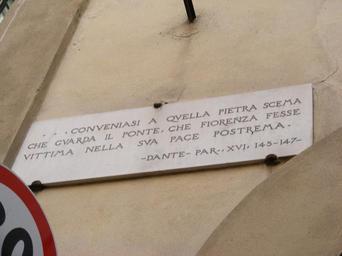 ... CONVENIASI A QVELLA PIETRA SCEMA
CHE GVARDA IL PONTE, CHE FIORENZA FESSE
VITTIMA NELLA SVA PACE POSTREMA.
-DANTE- PAR., XVI, 145-147-